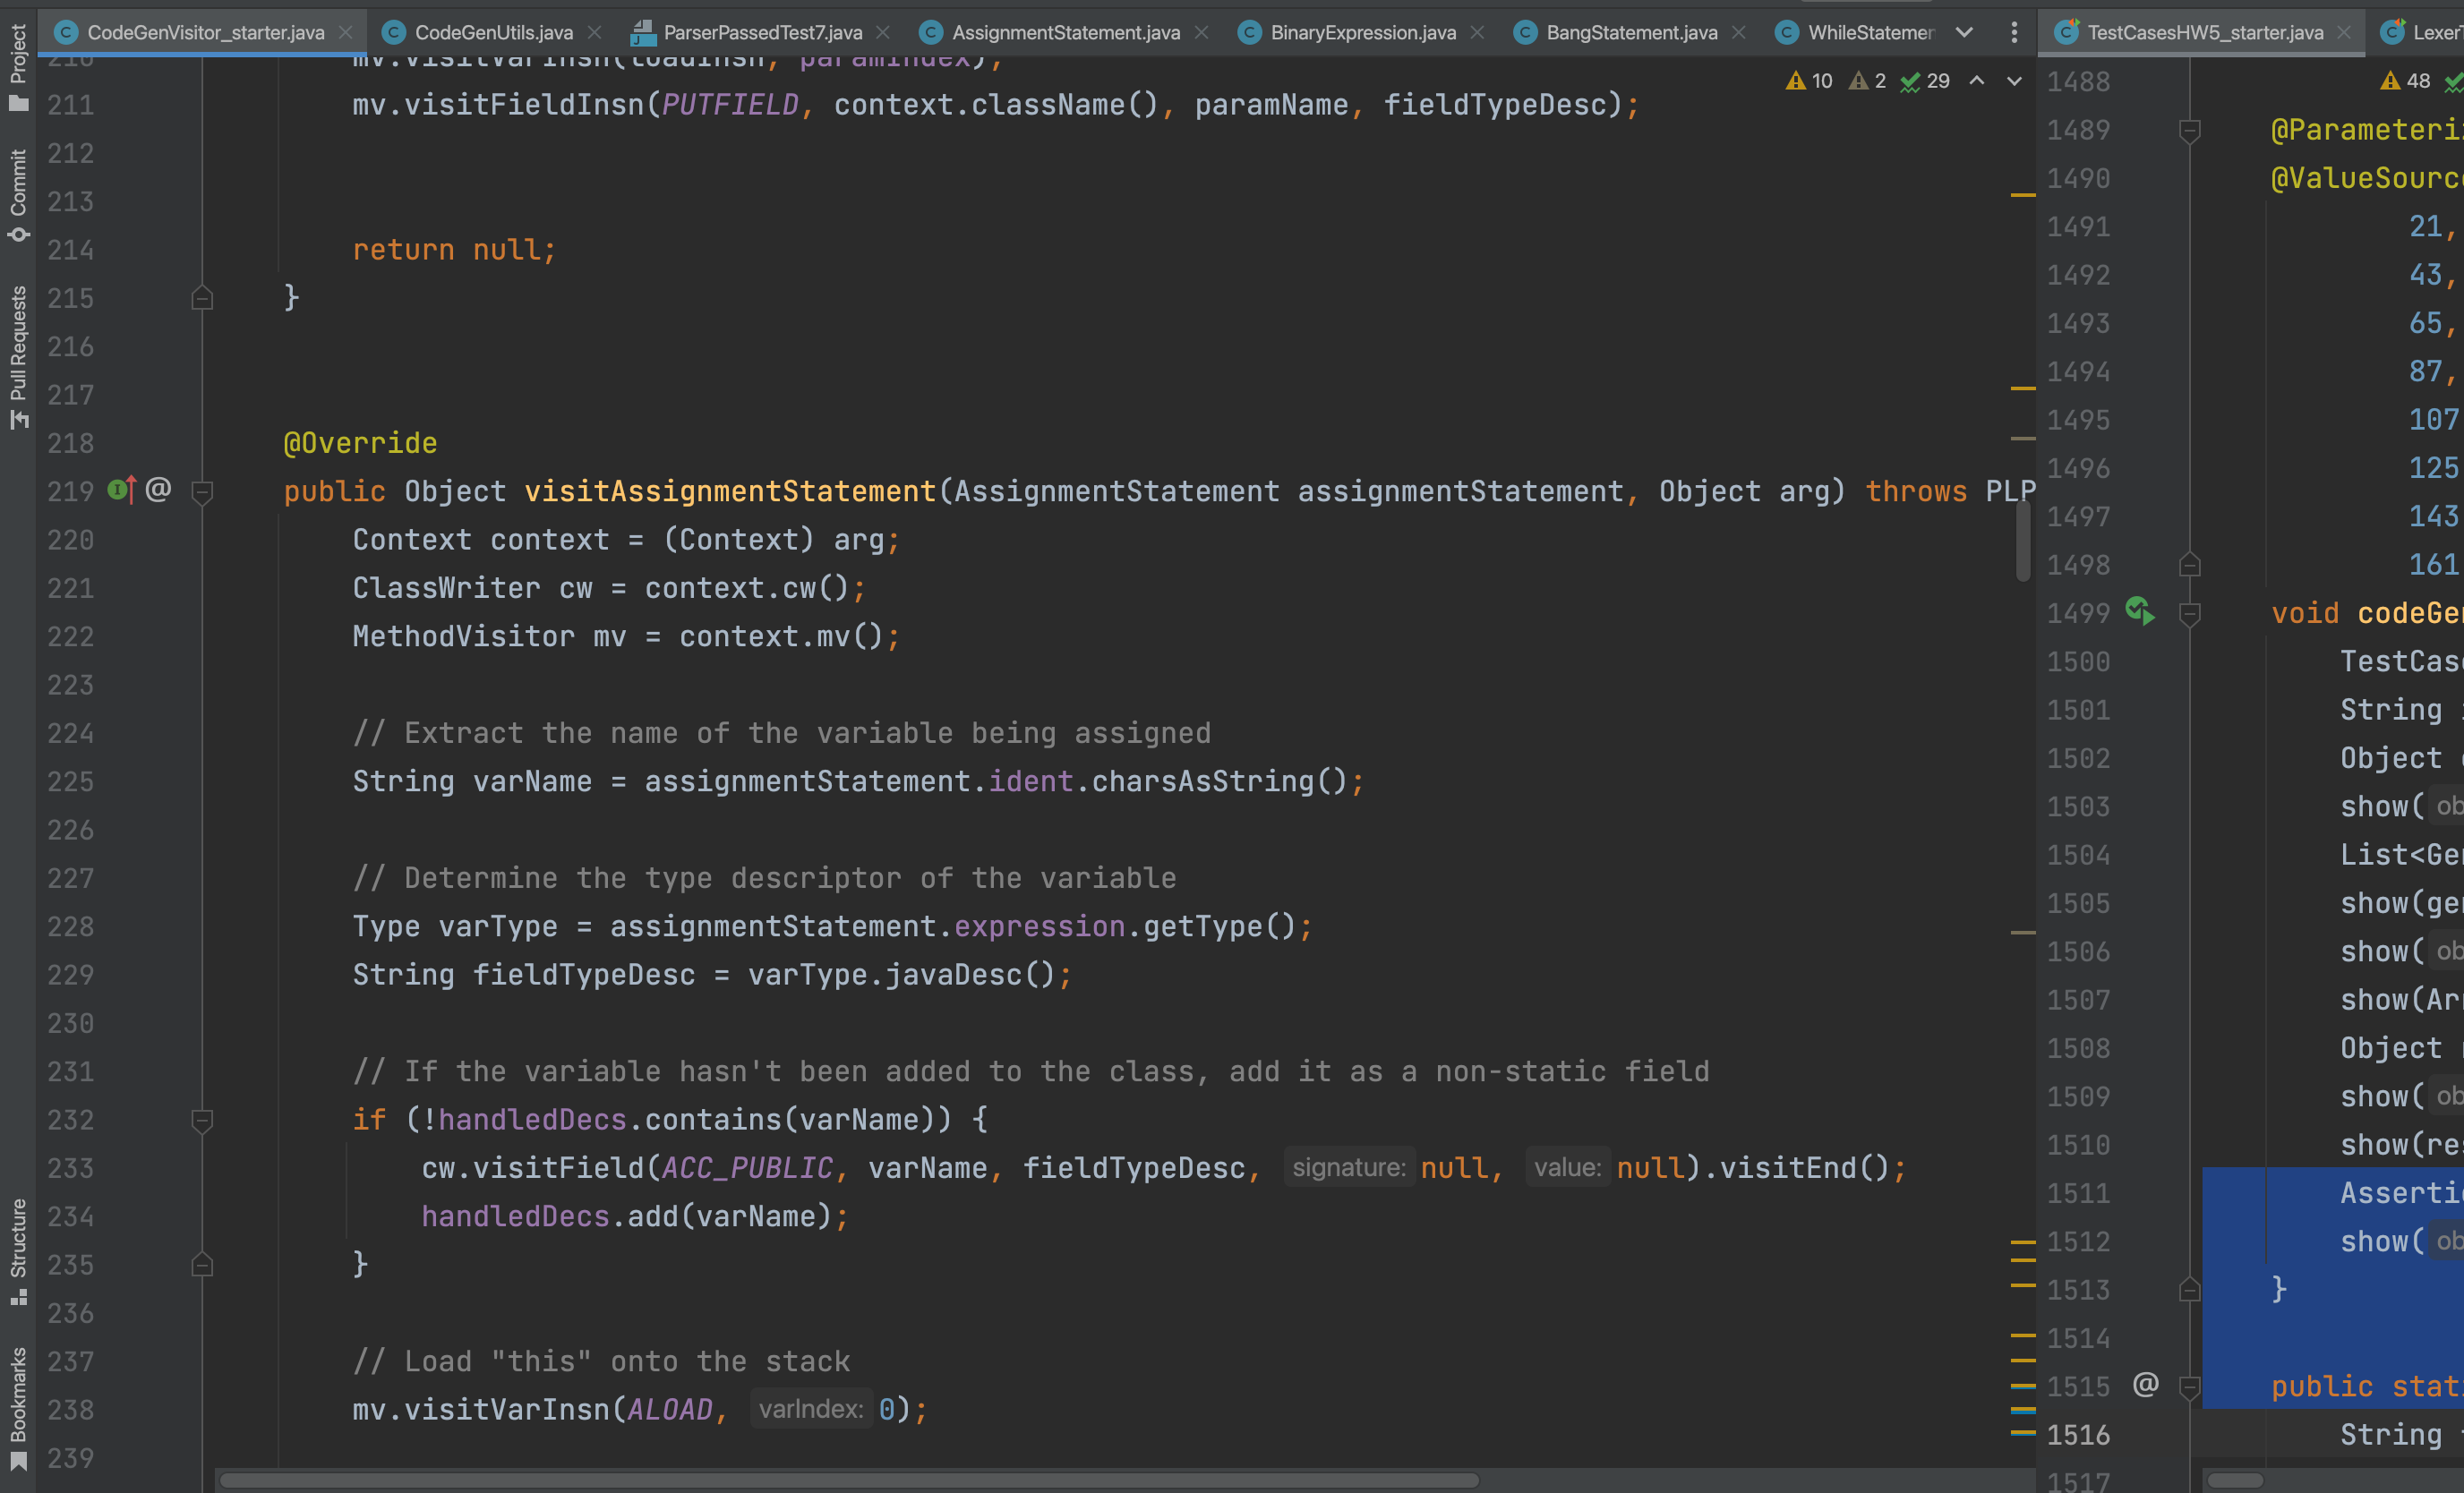 CodeGenVisitor_starter.java CodeGenUtils.java ParserPassedTest7.java AssignmentStatement.java BinaryExpression.java BangStatement.java WhileStatemen
Project
Commit
Pull Requests
Structure
Bookmarks
10 2 29
210 mv.visitVarInsn(loadInsn, paramIndex);
211 mv.visitFieldInsn(PUTFIELD, context.className(), paramName, fieldTypeDesc);
212
213
214 return null;
215 }
216
217
218 @Override
219 public Object visitAssignmentStatement(AssignmentStatement assignmentStatement, Object arg) throws PLP
220 Context context = (Context) arg;
221 ClassWriter cw = context.cw();
222 MethodVisitor mv = context.mv();
223
224 // Extract the name of the variable being assigned
225 String varName = assignmentStatement.ident.charsAsString();
226
227 // Determine the type descriptor of the variable
228 Type varType = assignmentStatement.expression.getType();
229 String fieldTypeDesc = varType.javaDesc();
230
231 // If the variable hasn't been added to the class, add it as a non-static field
232 if (!handledDecs.contains(varName)) {
233 cw.visitField(ACC_PUBLIC, varName, fieldTypeDesc, signature: null, value: null).visitEnd();
234 handledDecs.add(varName);
235 }
236
237 // Load "this" onto the stack
238 mv.visitVarInsn(ALOAD, varIndex: 0);
239
TestCasesHW5_starter.java LexerT
48
1488
1489 @Parameteri
1490 @ValueSourc
1491 21,
1492 43,
1493 65,
1494 87,
1495 107
1496 125
1497 143
1498 161
1499 void codeGe
1500 TestCas
1501 String
1502 Object
1503 show( ob
1504 List<Ge
1505 show(ge
1506 show( ob
1507 show(Ar
1508 Object
1509 show( ob
1510 show(re
1511 Asserti
1512 show( ob
1513 }
1514
1515 public stat
1516 String
1517